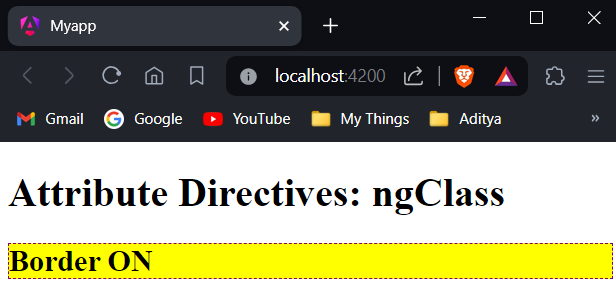 Myapp
localhost:4200
Gmail Google YouTube My Things Aditya »
Attribute Directives: ngClass
Border ON